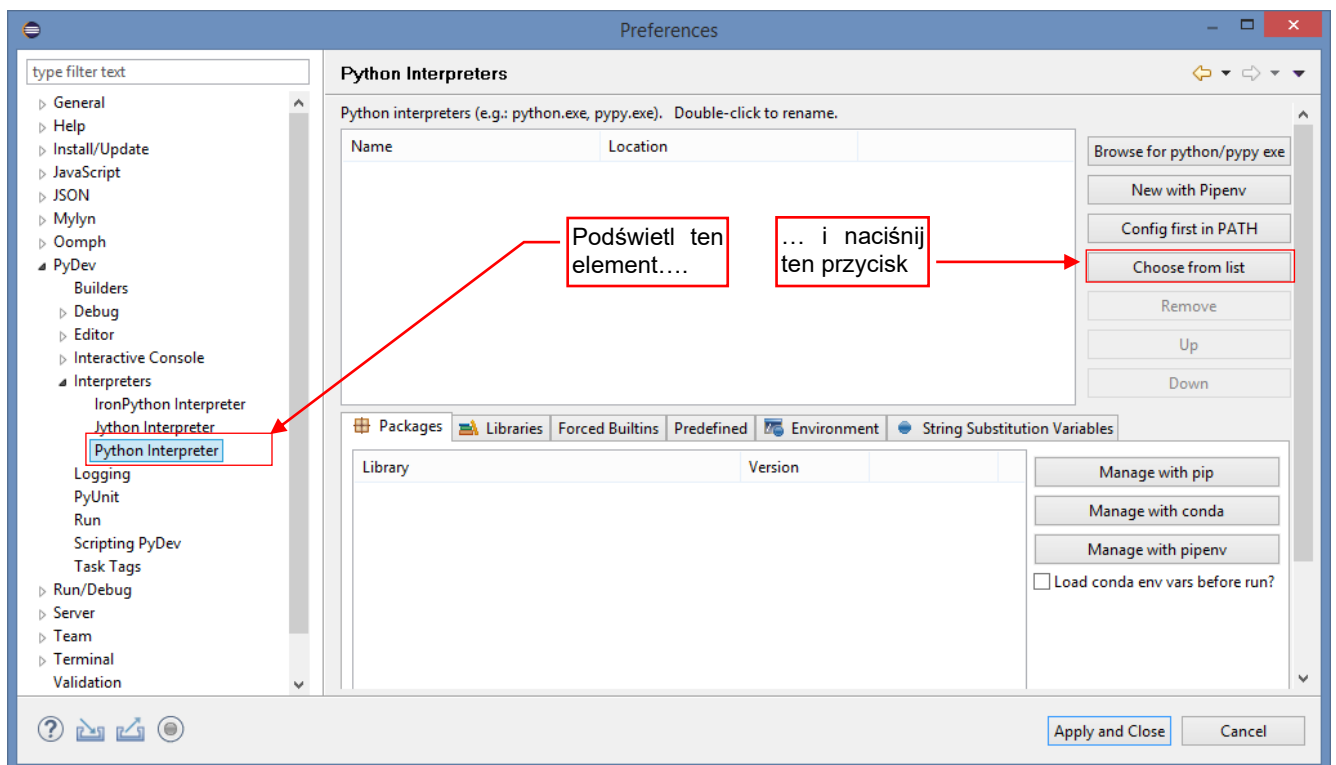 Preferences
type filter text
General
Help
Install/Update
JavaScript
JSON
Mylyn
Oomph
PyDev
Builders
Debug
Editor
Interactive Console
Interpreters
IronPython Interpreter
Jython Interpreter
Python Interpreter
Logging
PyUnit
Run
Scripting PyDev
Task Tags
Run/Debug
Server
Team
Terminal
Validation
Python Interpreters
Python interpreters (e.g.: python.exe, pypy.exe). Double-click to rename.
Name Location
Browse for python/pypy exe
New with Pipenv
Config first in PATH
Choose from list
Remove
Up
Down
Podświetl ten
element….
… i naciśnij
ten przycisk
Packages Libraries Forced Builtins Predefined Environment String Substitution Variables
Library Version
Manage with pip
Manage with conda
Manage with pipenv
Load conda env vars before run?
Apply and Close Cancel